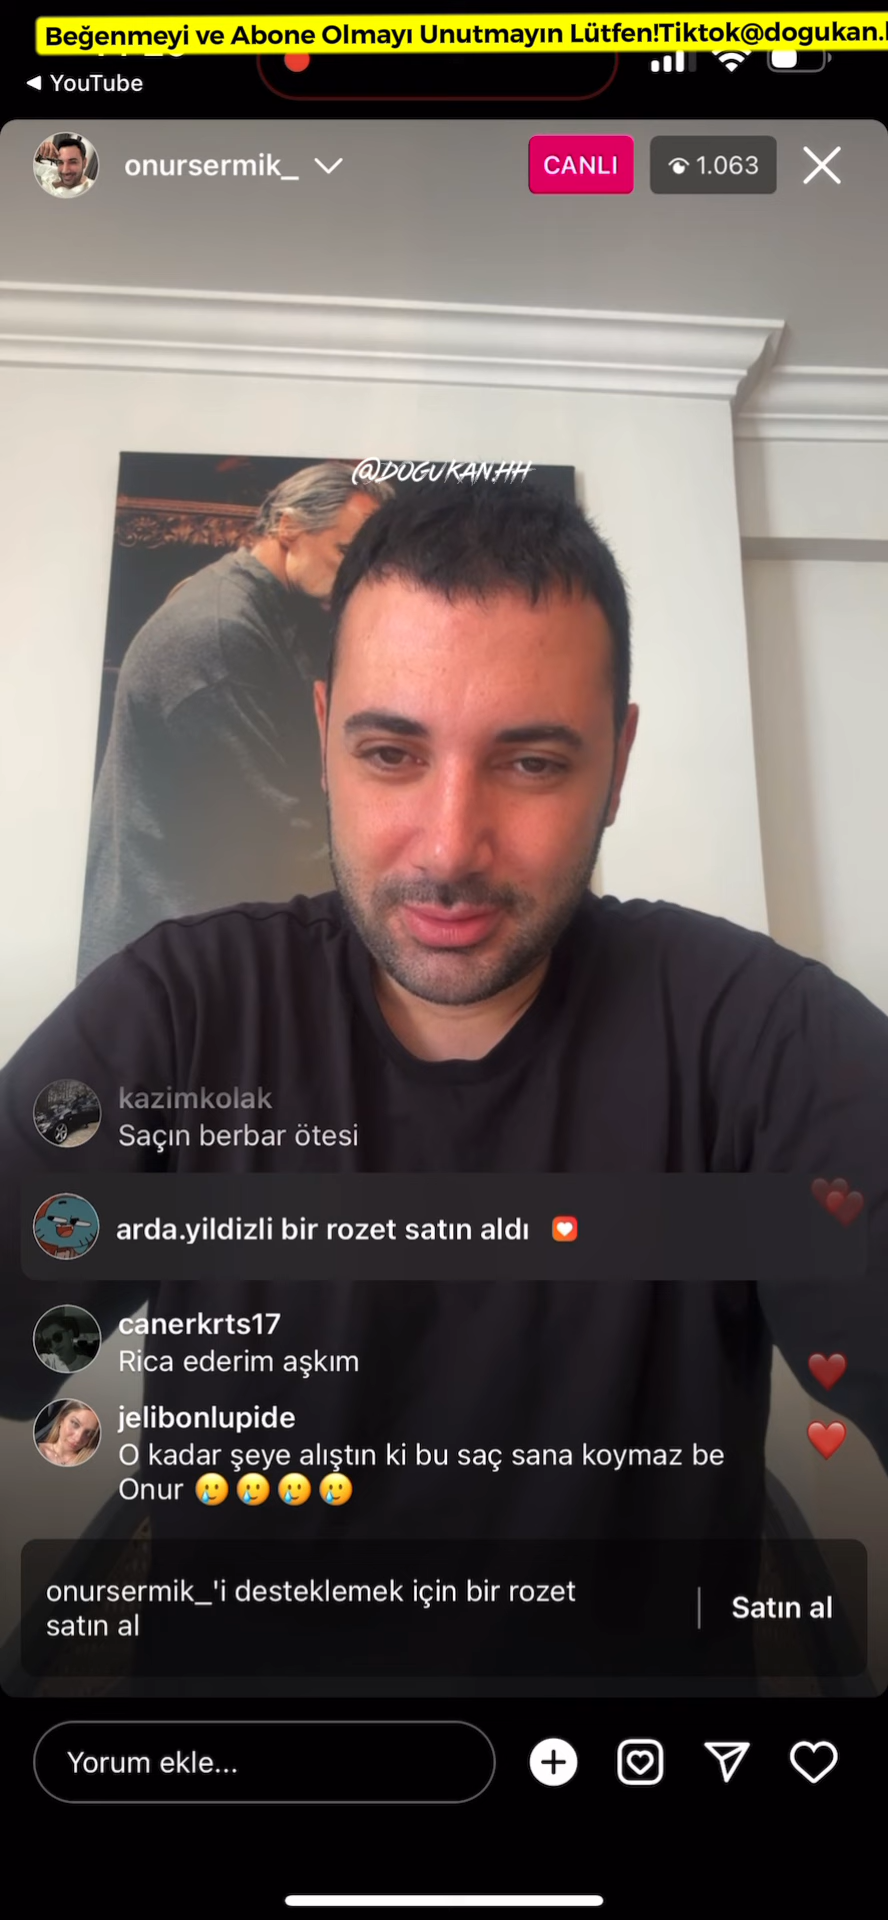 Beğenmeyi ve Abone Olmayı Unutmayın Lütfen!Tiktok@dogukan.
YouTube
onursermik_
CANLI
1.063
@DOGUKAN.HH
kazimkolak
Saçın berbar ötesi
arda.yildizli bir rozet satın aldı
canerkrts17
Rica ederim aşkım
jelibonlupide
O kadar şeye alıştın ki bu saç sana koymaz be
Onur 🥲🥲🥲🥲
onursermik_'i desteklemek için bir rozet
satın al
Satın al
Yorum ekle...